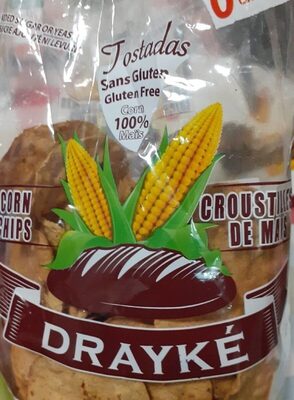 Tostadas
Sans Gluten
Gluten Free
Corn
100%
Maïs
CORN
CHIPS
CROUSTILLES
DE MAÏS
DRAYKÉ